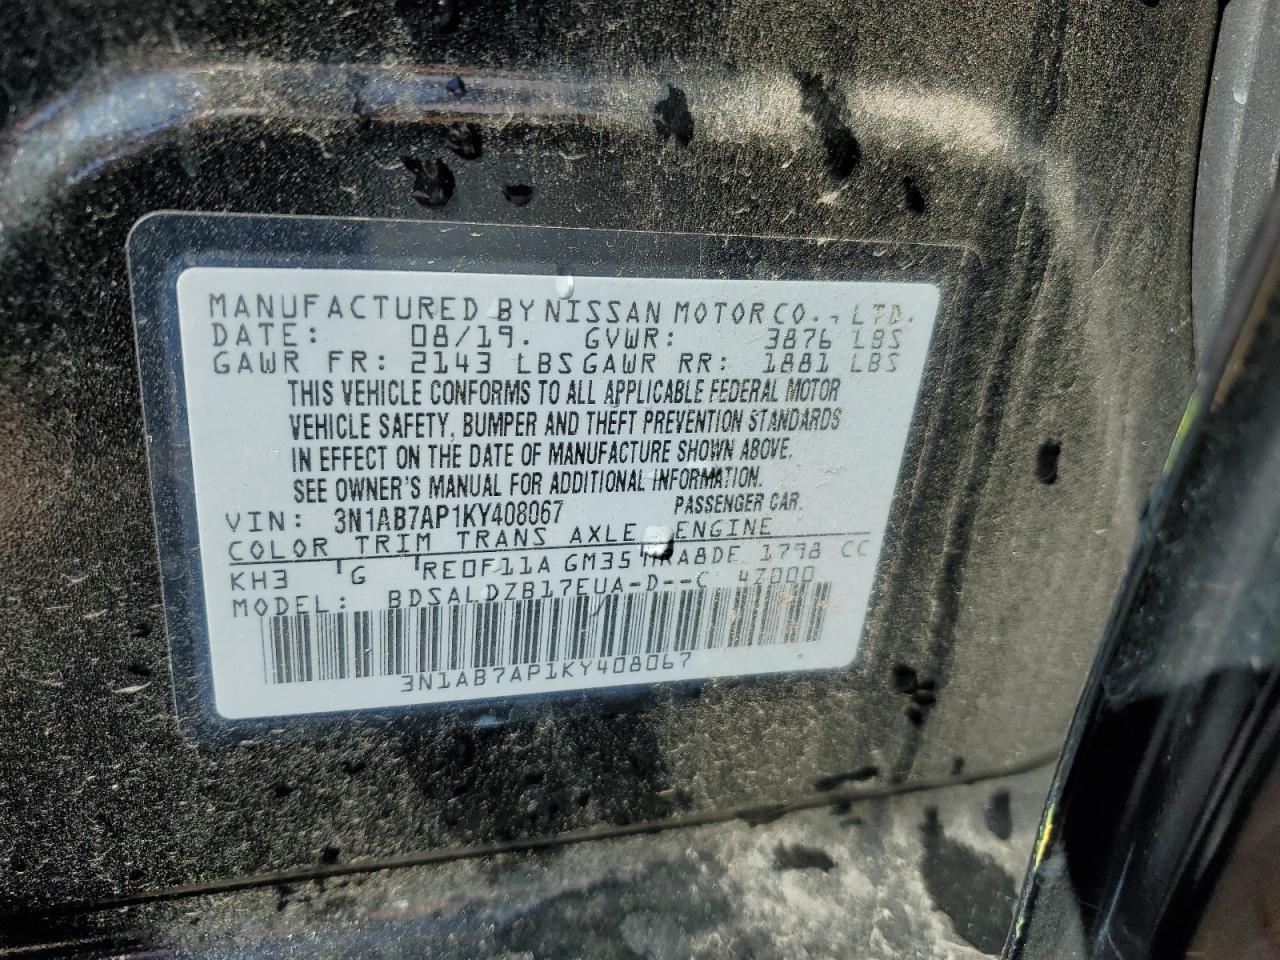 MANUFACTURED BY NISSAN MOTOR CO., LTD.
DATE: 08/19. GVWR: 3876 LBS
GAWR FR: 2143 LBS GAWR RR: 1881 LBS
THIS VEHICLE CONFORMS TO ALL APPLICABLE FEDERAL MOTOR
VEHICLE SAFETY, BUMPER AND THEFT PREVENTION STANDARDS
IN EFFECT ON THE DATE OF MANUFACTURE SHOWN ABOVE.
SEE OWNER'S MANUAL FOR ADDITIONAL INFORMATION.
VIN: 3N1AB7AP1KY408067 PASSENGER CAR.
COLOR TRIM TRANS AXLE ENGINE
KH3 G RE0F11A GM35 MRA8DE 1798 CC
MODEL: BDSALDZB17EUA-D--C 47000
3N1AB7AP1KY408067